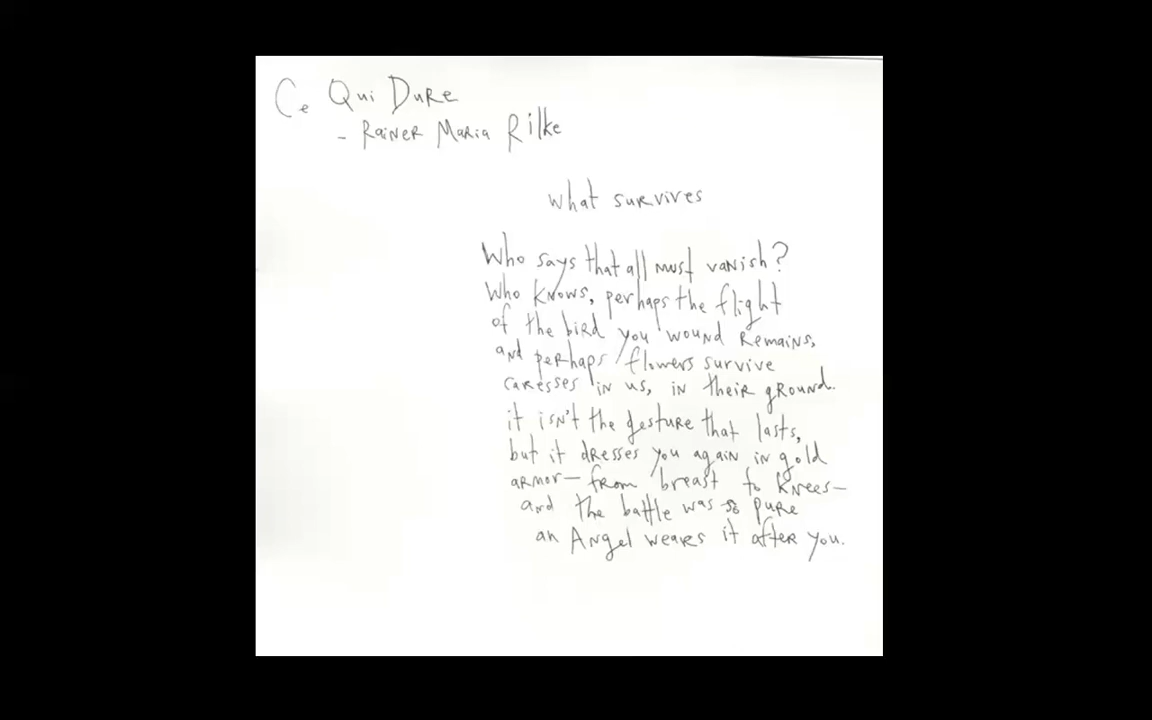 Ce Qui Dure
- Rainer Maria Rilke
what survives
Who says that all must vanish?
Who knows, perhaps the flight
of the bird you wound remains,
and perhaps flowers survive
caresses in us, in their ground.
it isn't the gesture that lasts,
but it dresses you again in gold
armor—from breast to knees—
and the battle was so pure
an Angel wears it after you.